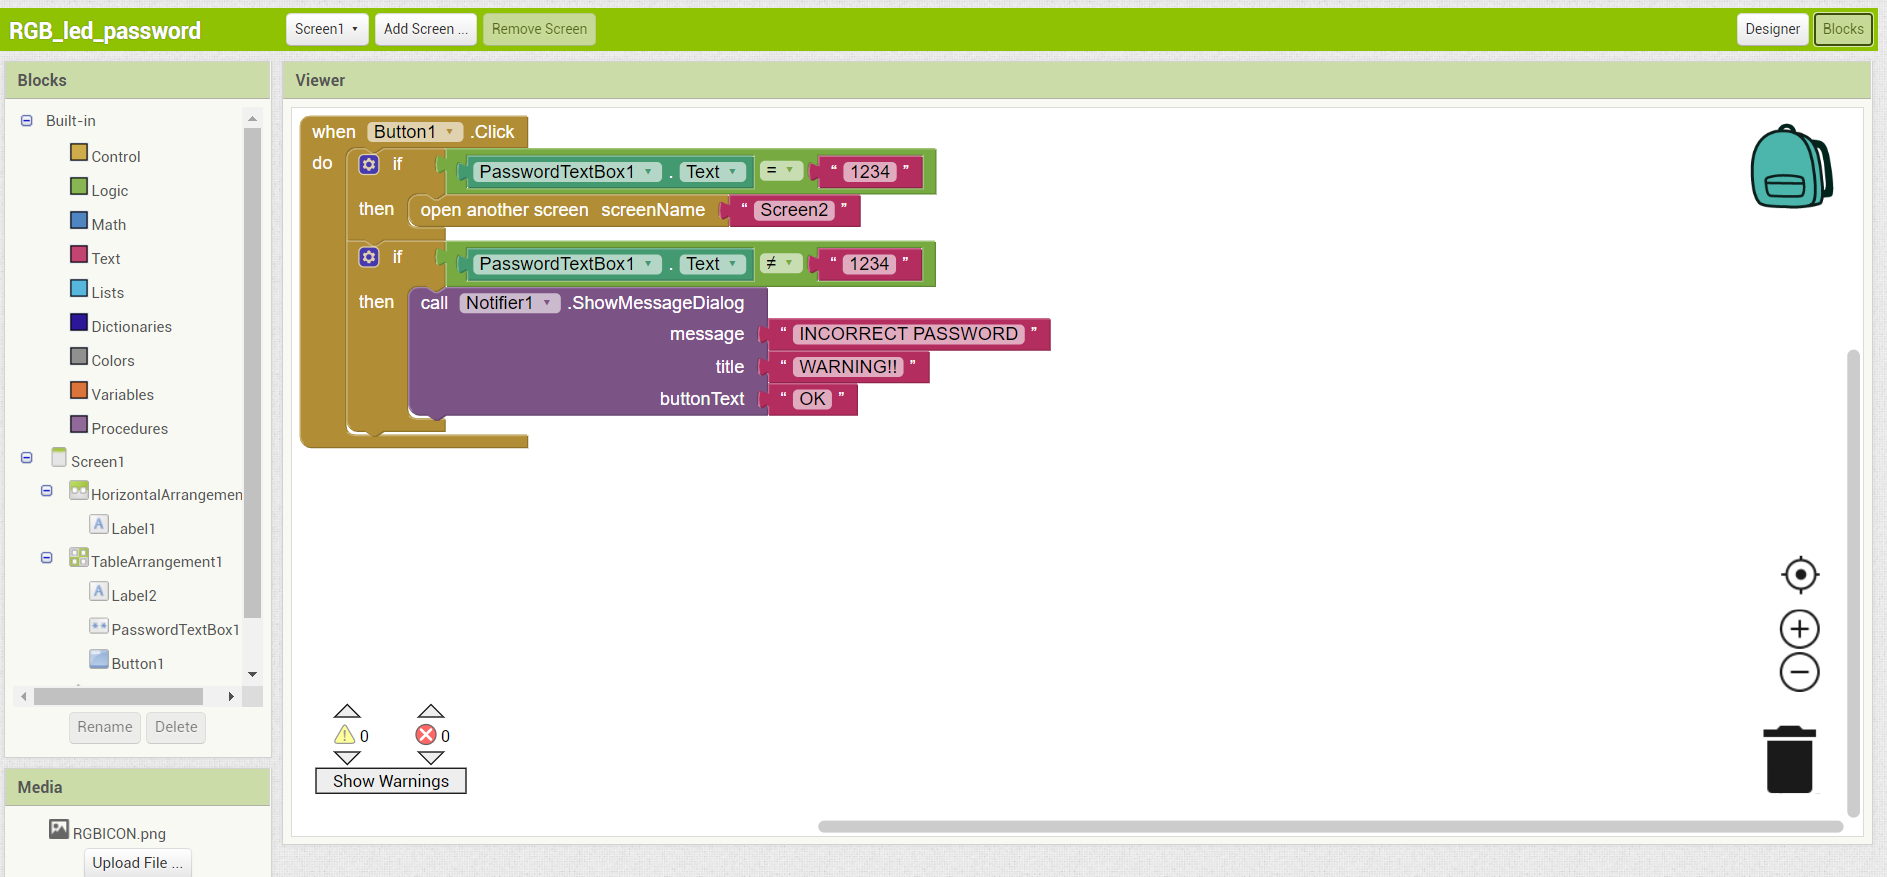 RGB_led_password
Screen1
Add Screen ...
Remove Screen
Designer
Blocks
Blocks
Built-in
Control
Logic
Math
Text
Lists
Dictionaries
Colors
Variables
Procedures
Screen1
HorizontalArrangemen
Label1
TableArrangement1
Label2
PasswordTextBox1
Button1
Rename
Delete
Media
RGBICON.png
Upload File ...
Viewer
when Button1 .Click
do if PasswordTextBox1 . Text = “ 1234 ”
then open another screen screenName “ Screen2 ”
if PasswordTextBox1 . Text ≠ “ 1234 ”
then call Notifier1 .ShowMessageDialog
message “ INCORRECT PASSWORD ”
title “ WARNING!! ”
buttonText “ OK ”
0
0
Show Warnings